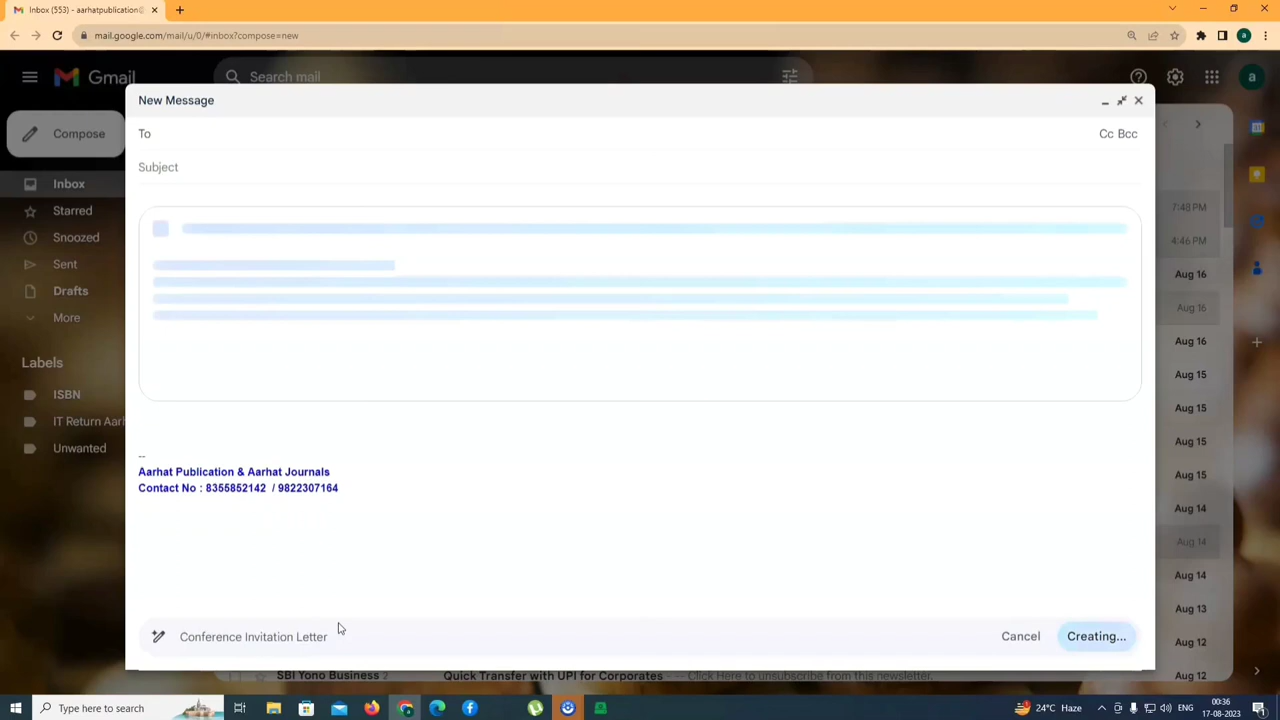 Inbox (553) - aarhatpublication@
mail.google.com/mail/u/0/#inbox?compose=new
a
Gmail
Search mail
a
Compose
Inbox
Starred
Snoozed
Sent
Drafts
More
Labels
ISBN
IT Return Aarh
Unwanted
New Message
To
Cc Bcc
Subject
--
Aarhat Publication & Aarhat Journals
Contact No : 8355852142 / 9822307164
Conference Invitation Letter
Cancel
Creating...
7:48 PM
4:46 PM
Aug 16
Aug 16
Aug 16
Aug 15
Aug 15
Aug 15
Aug 15
Aug 14
Aug 14
Aug 14
Aug 13
Aug 12
Aug 12
SBI Yono Business 2
Quick Transfer with UPI for Corporates - Click Here to unsubscribe from this newsletter.
Type here to search
24°C Haze
ENG
00:36
17-08-2023